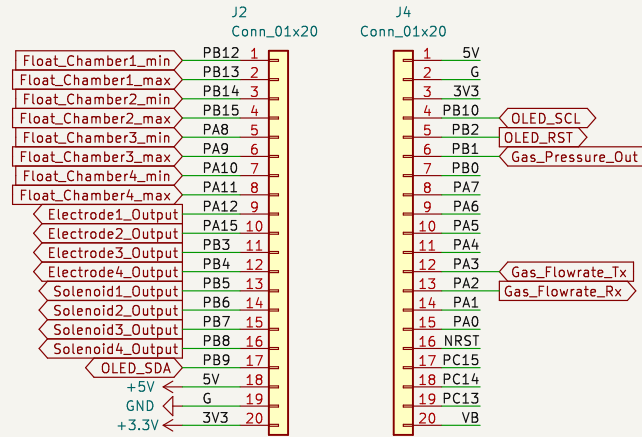 J2
Conn_01x20
Float_Chamber1_min PB12 1
Float_Chamber1_max PB13 2
Float_Chamber2_min PB14 3
Float_Chamber2_max PB15 4
Float_Chamber3_min PA8 5
Float_Chamber3_max PA9 6
Float_Chamber4_min PA10 7
Float_Chamber4_max PA11 8
Electrode1_Output PA12 9
Electrode2_Output PA15 10
Electrode3_Output PB3 11
Electrode4_Output PB4 12
Solenoid1_Output PB5 13
Solenoid2_Output PB6 14
Solenoid3_Output PB7 15
Solenoid4_Output PB8 16
OLED_SDA PB9 17
+5V 5V 18
GND G 19
+3.3V 3V3 20
J4
Conn_01x20
1 5V
2 G
3 3V3
4 PB10 OLED_SCL
5 PB2 OLED_RST
6 PB1 Gas_Pressure_Out
7 PB0
8 PA7
9 PA6
10 PA5
11 PA4
12 PA3 Gas_Flowrate_Tx
13 PA2 Gas_Flowrate_Rx
14 PA1
15 PA0
16 NRST
17 PC15
18 PC14
19 PC13
20 VB